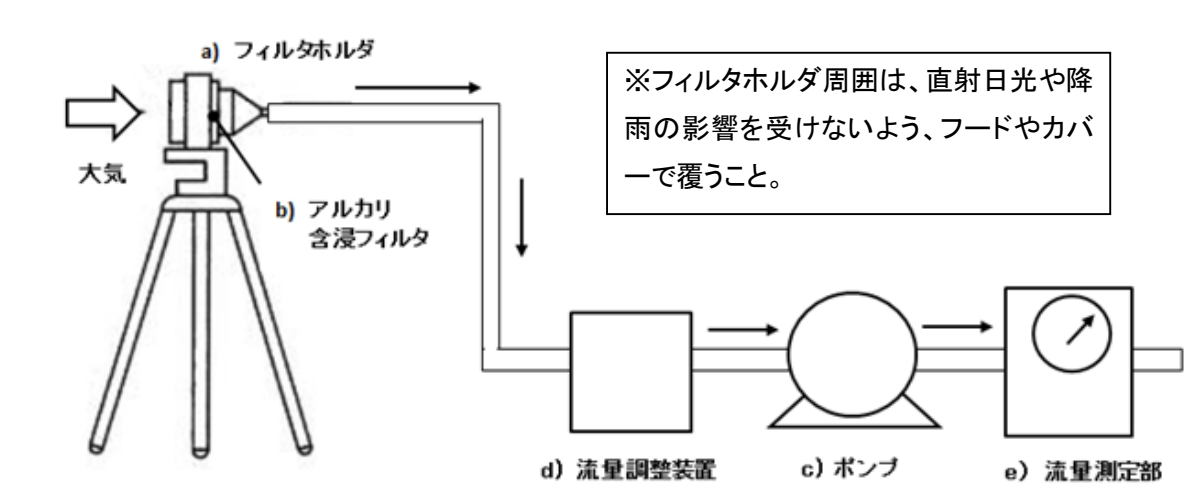 a) フィルタホルダ
※フィルタホルダ周囲は、直射日光や降
雨の影響を受けないよう、フードやカバ
ーで覆うこと。
大気
b) アルカリ
含浸フィルタ
d) 流量調整装置
c) ポンプ
e) 流量測定部